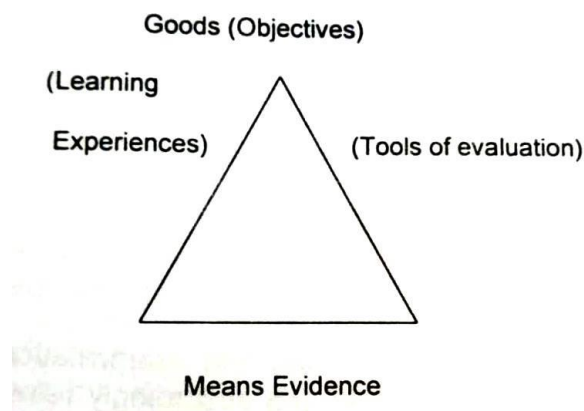 Goods (Objectives)
(Learning
Experiences)
(Tools of evaluation)
Means Evidence